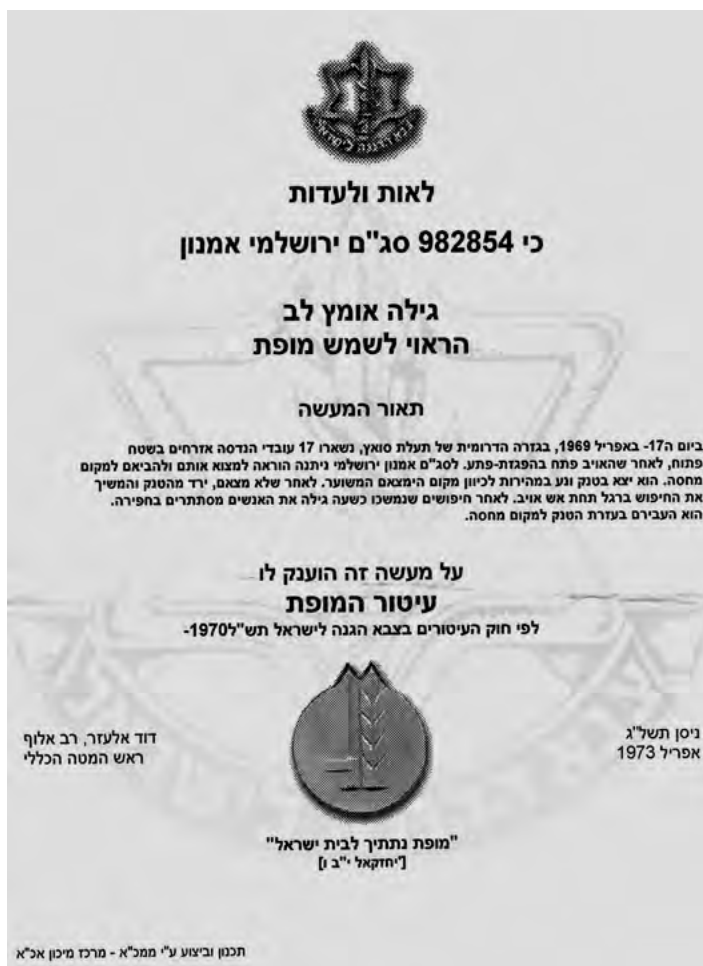 צבא הגנה לישראל
לאות ולעדות
כי 982854 סג"ם ירושלמי אמנון
גילה אומץ לב
הראוי לשמש מופת
תאור המעשה
ביום ה17- באפריל 1969, בגזרה הדרומית של תעלת סואץ, נשארו 17 עובדי הנדסה אזרחים בשטח
פתוח, לאחר שהאויב פתח בהפגזת-פתע. לסג"ם אמנון ירושלמי ניתנה הוראה למצוא אותם ולהביאם למקום
מחסה. הוא יצא בטנק ונע במהירות לכיוון מקום הימצאם המשוער. לאחר שלא מצאם, ירד מהטנק והמשיך
את החיפוש ברגל תחת אש אויב. לאחר חיפושים שנמשכו כשעה גילה את האנשים מסתתרים בחפירה.
הוא העבירם בעזרת הטנק למקום מחסה.
על מעשה זה הוענק לו
עיטור המופת
לפי חוק העיטורים בצבא הגנה לישראל תש"ל1970-
ניסן תשל"ג
אפריל 1973
דוד אלעזר, רב אלוף
ראש המטה הכללי
"מופת נתתיך לבית ישראל"
[יחזקאל י"ב ו]
תכנון וביצוע ע"י ממכ"א - מרכז מיכון אכ"א